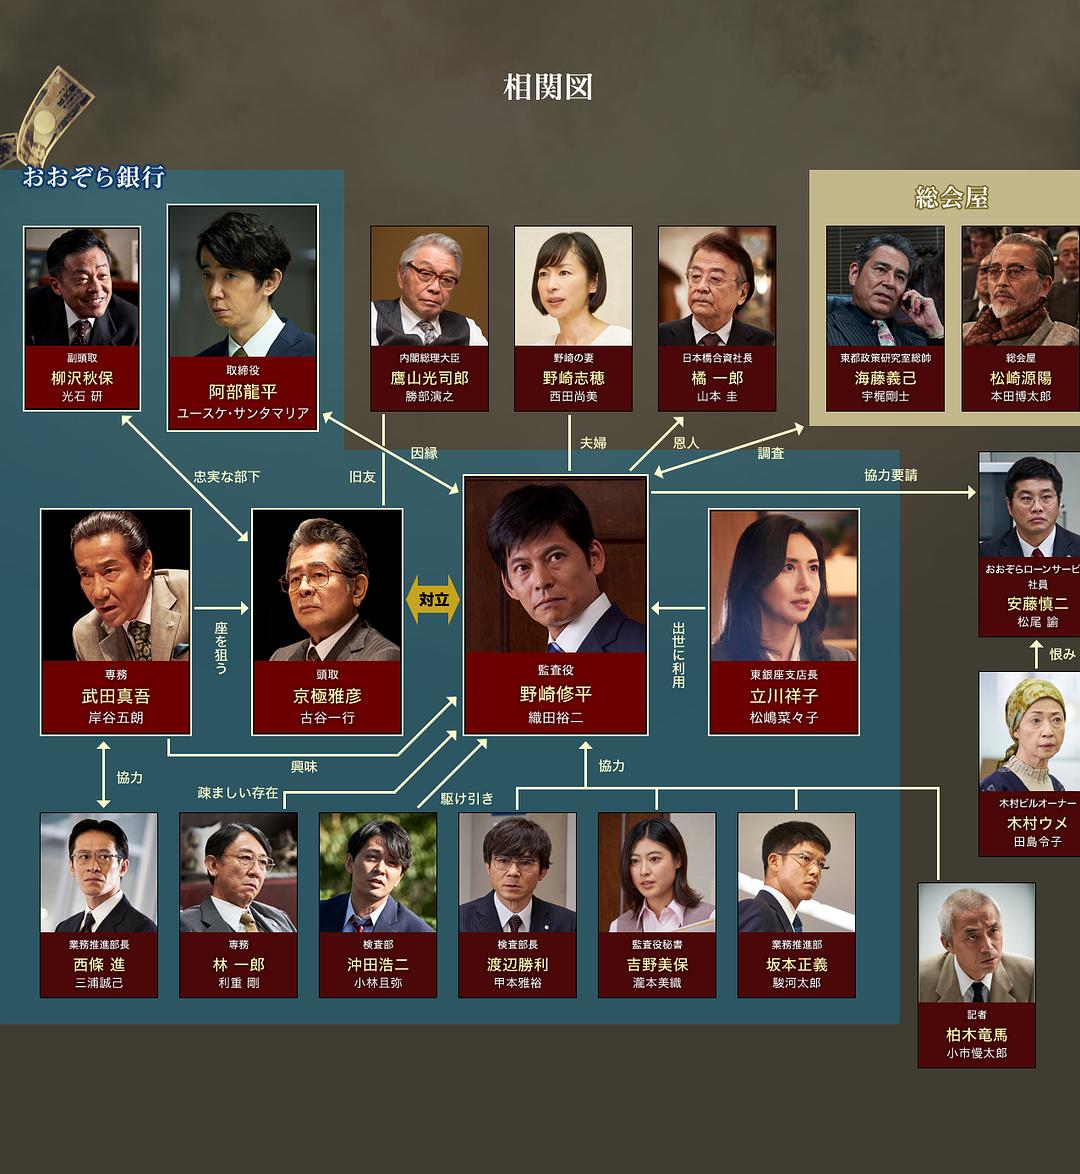 相関図
おおぞら銀行
総会屋
副頭取
柳沢秋保
光石 研
取締役
阿部龍平
ユースケ・サンタマリア
内閣総理大臣
鷹山光司郎
勝部演之
野崎の妻
野崎志穂
西田尚美
日本橋合資社長
橘 一郎
山本 圭
東都政策研究室総帥
海藤義己
宇梶剛士
総会屋
松崎源陽
本田博太郎
忠実な部下
旧友
因縁
夫婦
恩人
調査
協力要請
おおぞらローンサービ
社員
安藤慎二
松尾 諭
専務
武田真吾
岸谷五朗
座を狙う
頭取
京極雅彦
古谷一行
対立
監査役
野崎修平
織田裕二
出世に利用
東銀座支店長
立川祥子
松嶋菜々子
恨み
木村ビルオーナー
木村ウメ
田島令子
協力
興味
疎ましい存在
駆け引き
協力
業務推進部長
西條 進
三浦誠己
専務
林 一郎
利重 剛
検査部
沖田浩二
小林且弥
検査部長
渡辺勝利
甲本雅裕
監査役秘書
吉野美保
瀧本美織
業務推進部
坂本正義
駿河太郎
記者
柏木竜馬
小市慢太郎